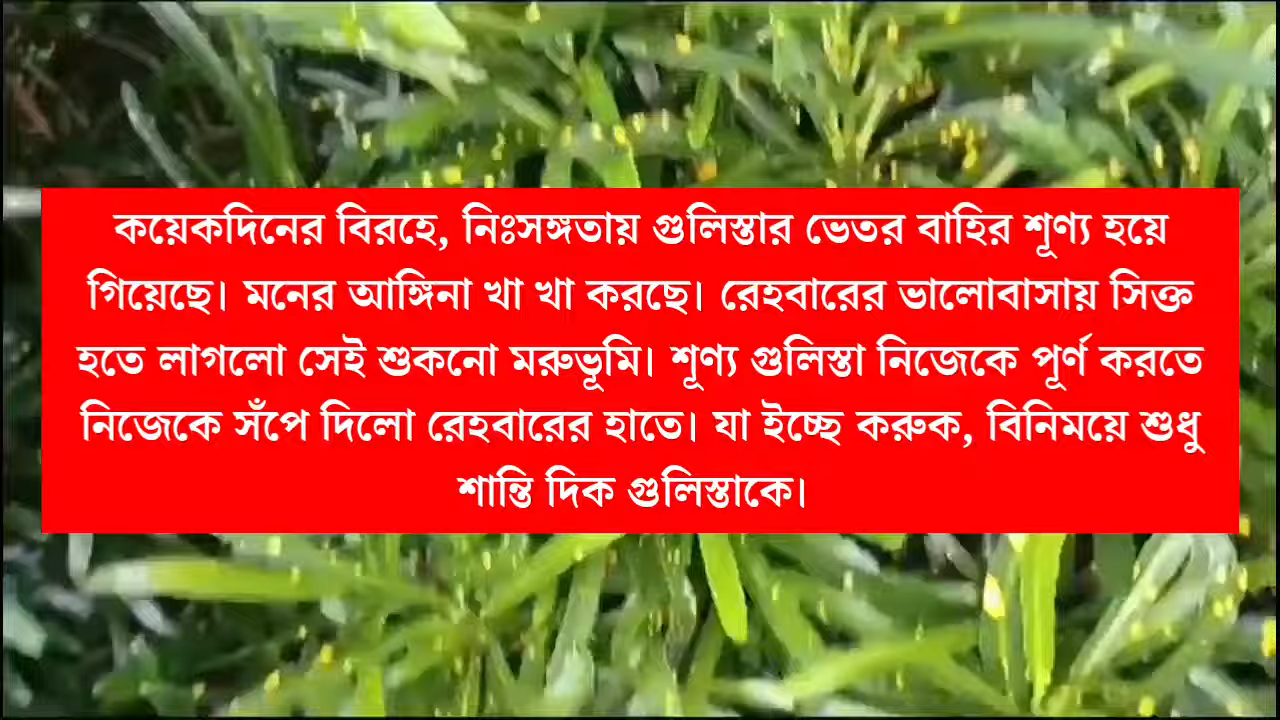 কয়েকদিনের বিরহে, নিঃসঙ্গতায় গুলিস্তার ভেতর বাহির শূণ্য হয়ে
গিয়েছে। মনের আঙ্গিনা খা খা করছে। রেহবারের ভালোবাসায় সিক্ত
হতে লাগলো সেই শুকনো মরুভূমি। শূণ্য গুলিস্তা নিজেকে পূর্ণ করতে
নিজেকে সঁপে দিলো রেহবারের হাতে। যা ইচ্ছে করুক, বিনিময়ে শুধু
শান্তি দিক গুলিস্তাকে।